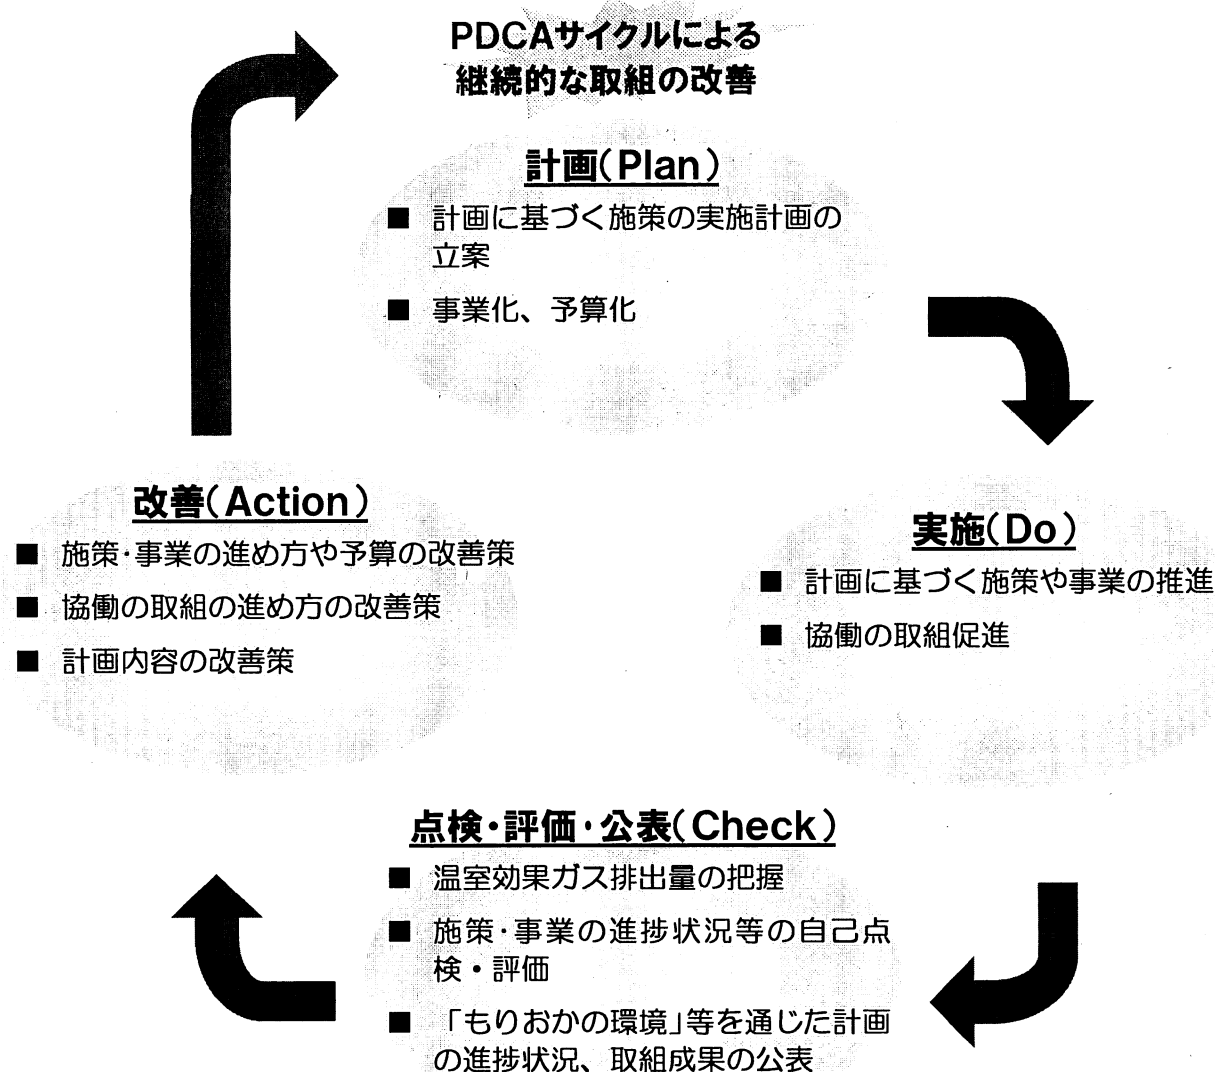 PDCAサイクルによる
継続的な取組の改善
計画(Plan)
■ 計画に基づく施策の実施計画の
立案
■ 事業化、予算化
改善(Action)
■ 施策・事業の進め方や予算の改善策
■ 協働の取組の進め方の改善策
■ 計画内容の改善策
実施(Do)
■ 計画に基づく施策や事業の推進
■ 協働の取組促進
点検・評価・公表(Check)
■ 温室効果ガス排出量の把握
■ 施策・事業の進捗状況等の自己点
検・評価
■ 「もりおかの環境」等を通じた計画
の進捗状況、取組成果の公表